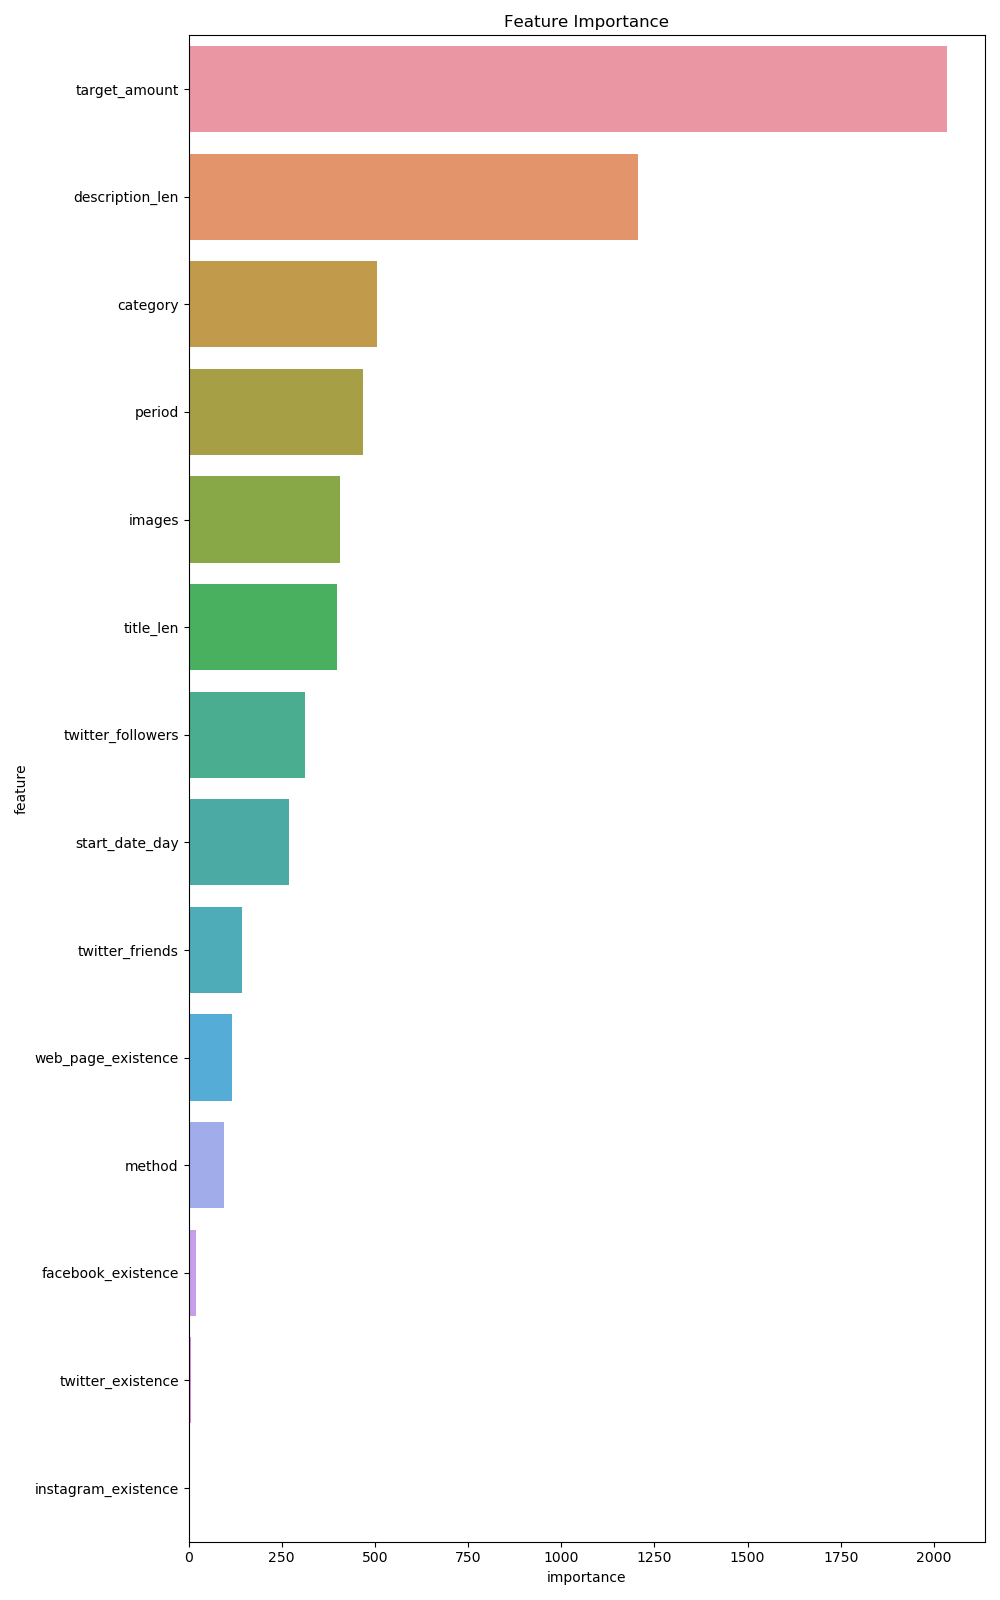 Feature Importance
target_amount
description_len
category
period
images
title_len
twitter_followers
feature
start_date_day
twitter_friends
web_page_existence
method
facebook_existence
twitter_existence
instagram_existence
0 250 500 750 1000 1250 1500 1750 2000
importance